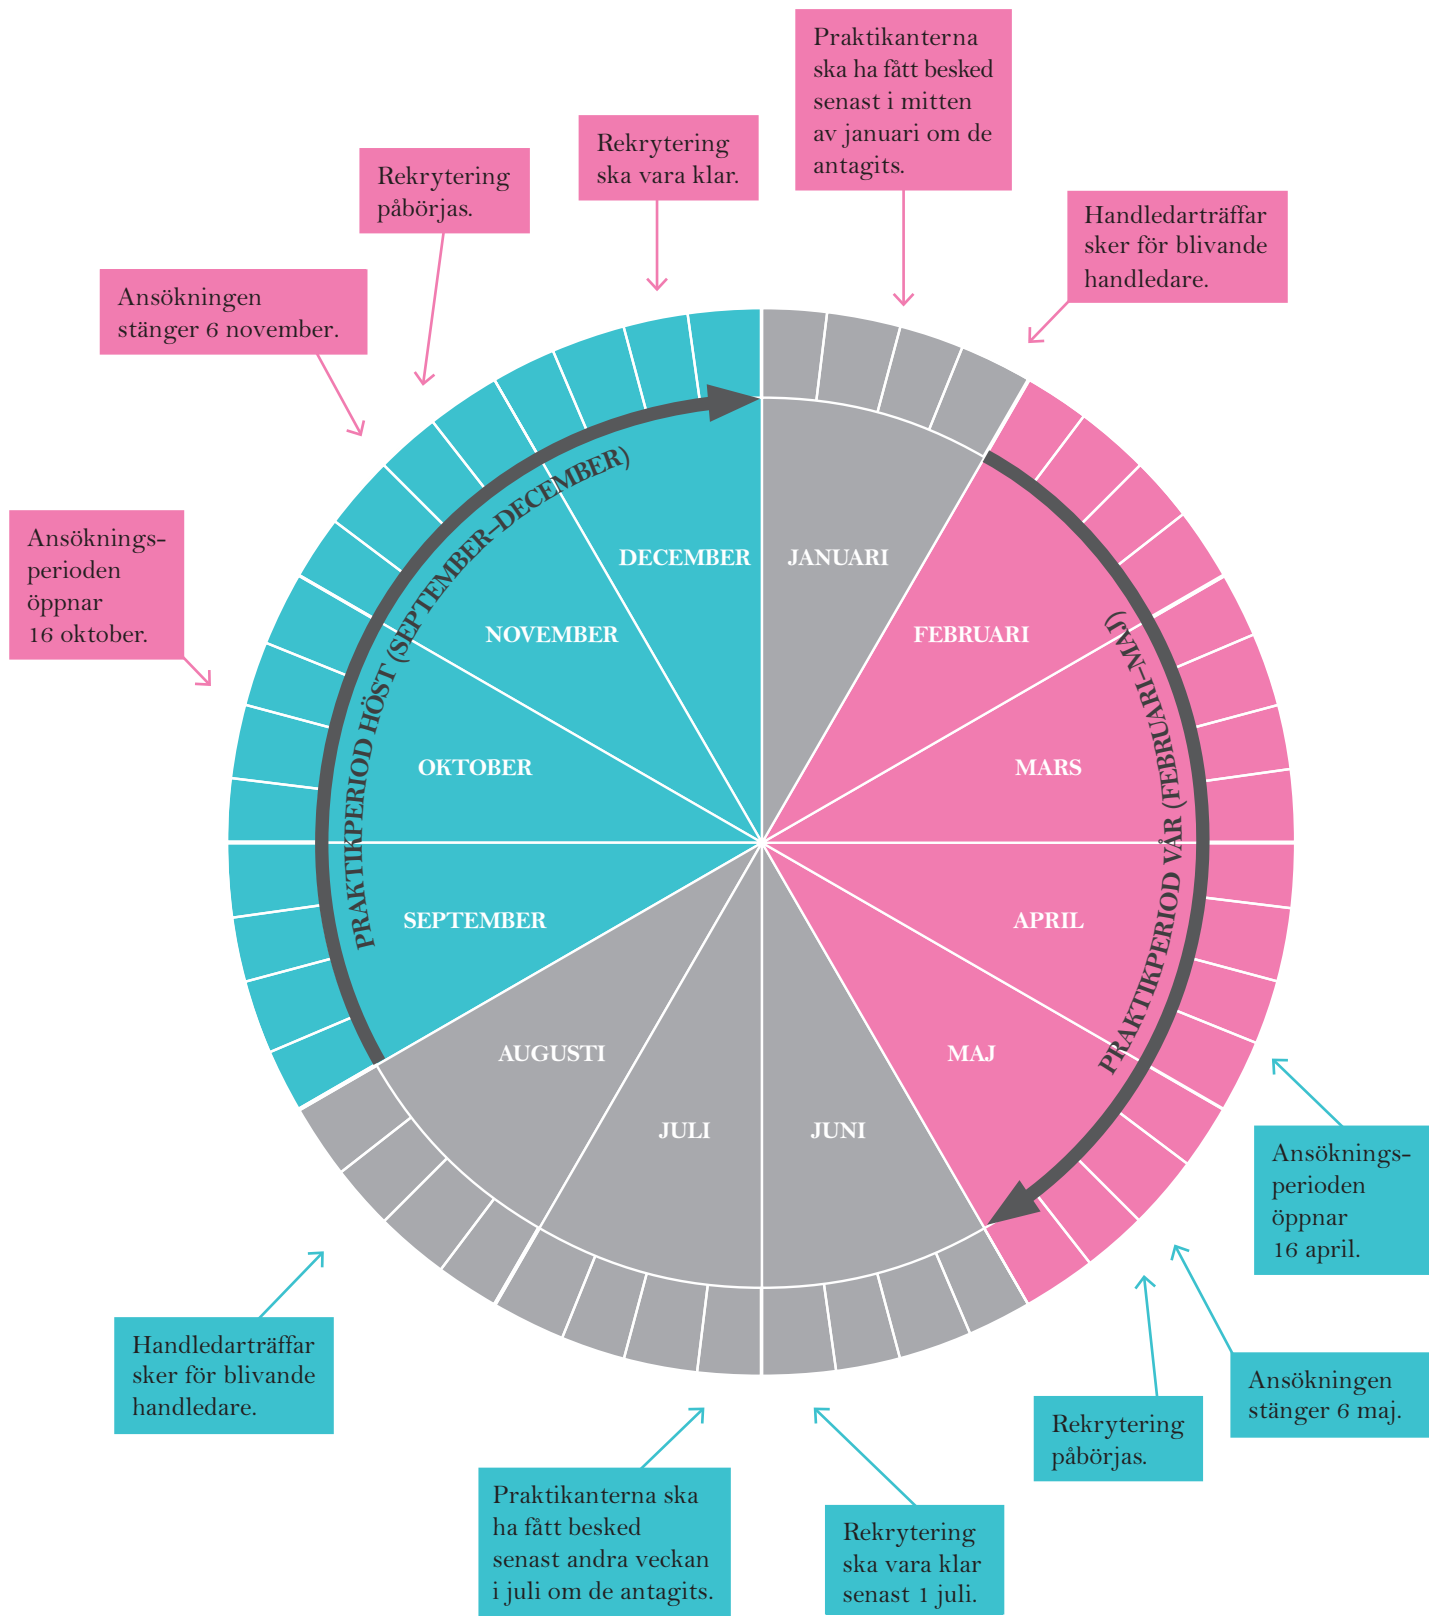 Praktikanterna
ska ha fått besked
senast i mitten
av januari om de
antagits.
Rekrytering
ska vara klar.
Rekrytering
påbörjas.
Handledarträffar
sker för blivande
handledare.
Ansökningen
stänger 6 november.
Ansöknings-
perioden
öppnar
16 oktober.
PRAKTIKPERIOD HÖST (SEPTEMBER–DECEMBER)
PRAKTIKPERIOD VÅR (FEBRUARI–MAJ)
DECEMBER
JANUARI
NOVEMBER
FEBRUARI
OKTOBER
MARS
SEPTEMBER
APRIL
AUGUSTI
MAJ
JULI
JUNI
Ansöknings-
perioden
öppnar
16 april.
Handledarträffar
sker för blivande
handledare.
Ansökningen
stänger 6 maj.
Rekrytering
påbörjas.
Praktikanterna ska
ha fått besked
senast andra veckan
i juli om de antagits.
Rekrytering
ska vara klar
senast 1 juli.